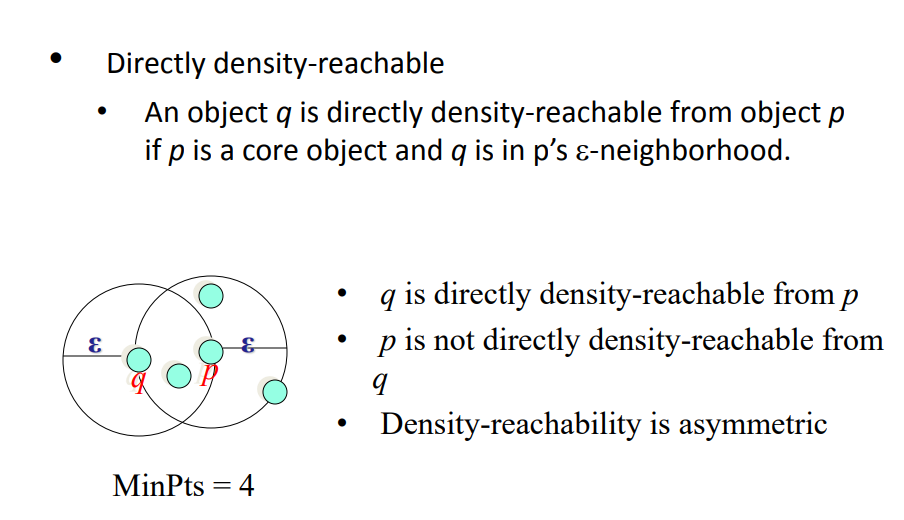 • Directly density-reachable
• An object q is directly density-reachable from object p
if p is a core object and q is in p’s ε-neighborhood.
ε
ε
q
p
MinPts = 4
• q is directly density-reachable from p
• p is not directly density-reachable from
q
• Density-reachability is asymmetric